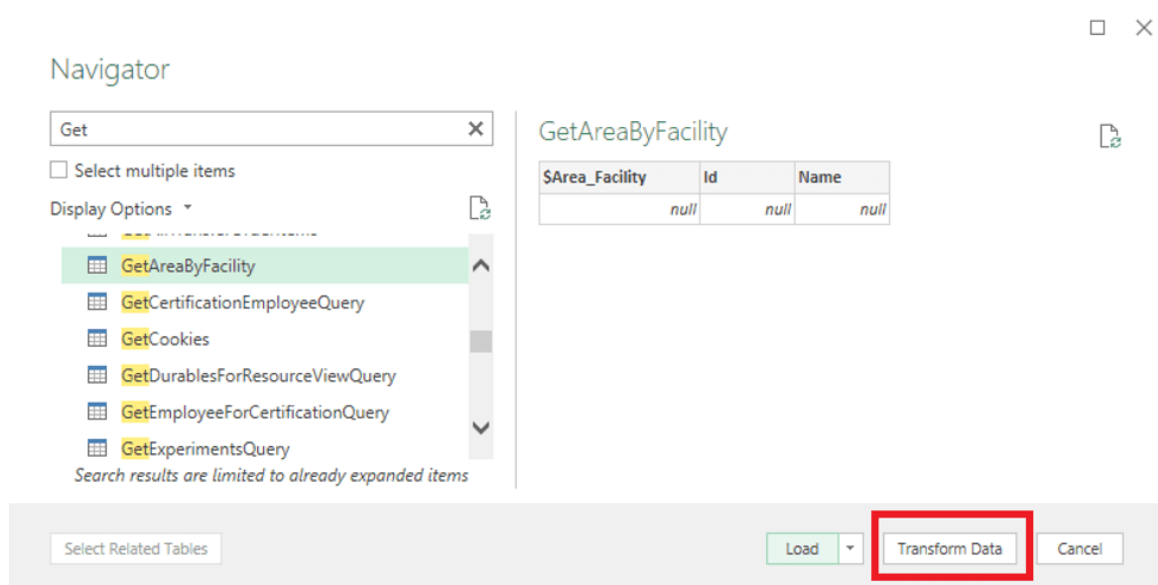 Navigator
Get
Select multiple items
Display Options
GetAreaByFacility
GetCertificationEmployeeQuery
GetCookies
GetDurablesForResourceViewQuery
GetEmployeeForCertificationQuery
GetExperimentsQuery
Search results are limited to already expanded items
GetAreaByFacility
$Area_Facility Id Name
null null null
Select Related Tables
Load Transform Data Cancel